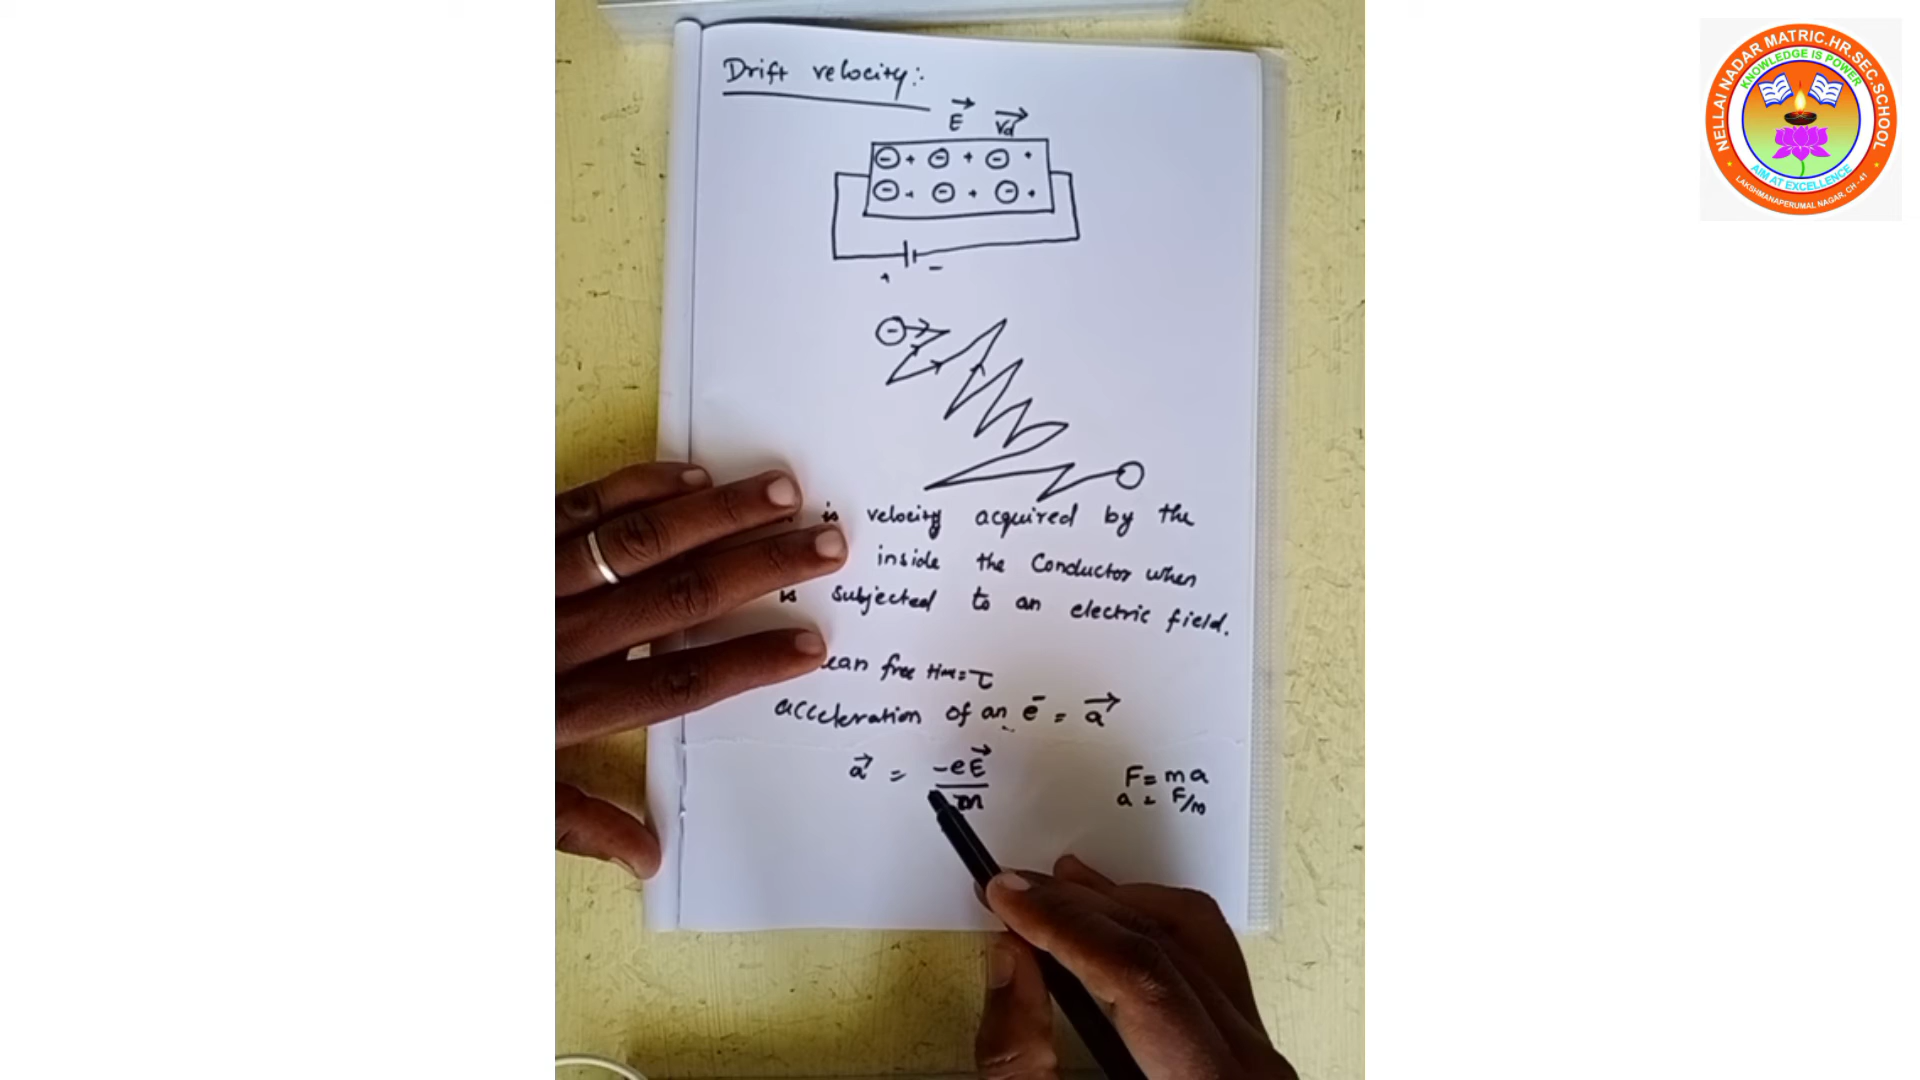 Drift velocity:
E⃗ Vd⃗
- + - + - +
- + - + - +
+ -
-
is velocity acquired by the
inside the Conductor when
is subjected to an electric field.
free time = τ
acceleration of an e⁻ = a⃗
a⃗ = -eE⃗/m
F = ma
a = F/m
NELLAI NADAR MATRIC.HR.SEC.SCHOOL
KNOWLEDGE IS POWER
AIM AT EXCELLENCE
LAKSHMANAPERUMAL NAGAR, CH - 41